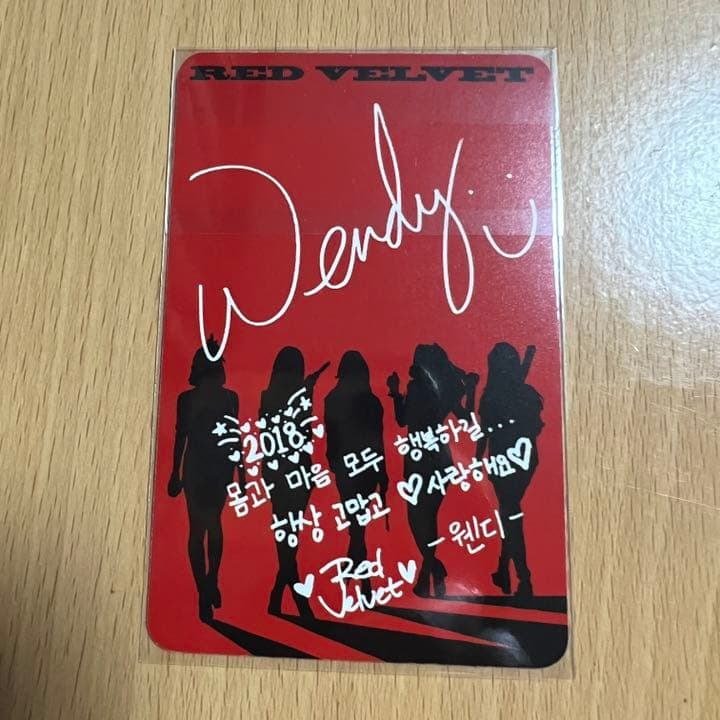 RED VELVET
Wendy
2018
몸과 마음 모두 행복하길...
항상 고맙고 ♡사랑해요♡
-웬디-
Red
Velvet